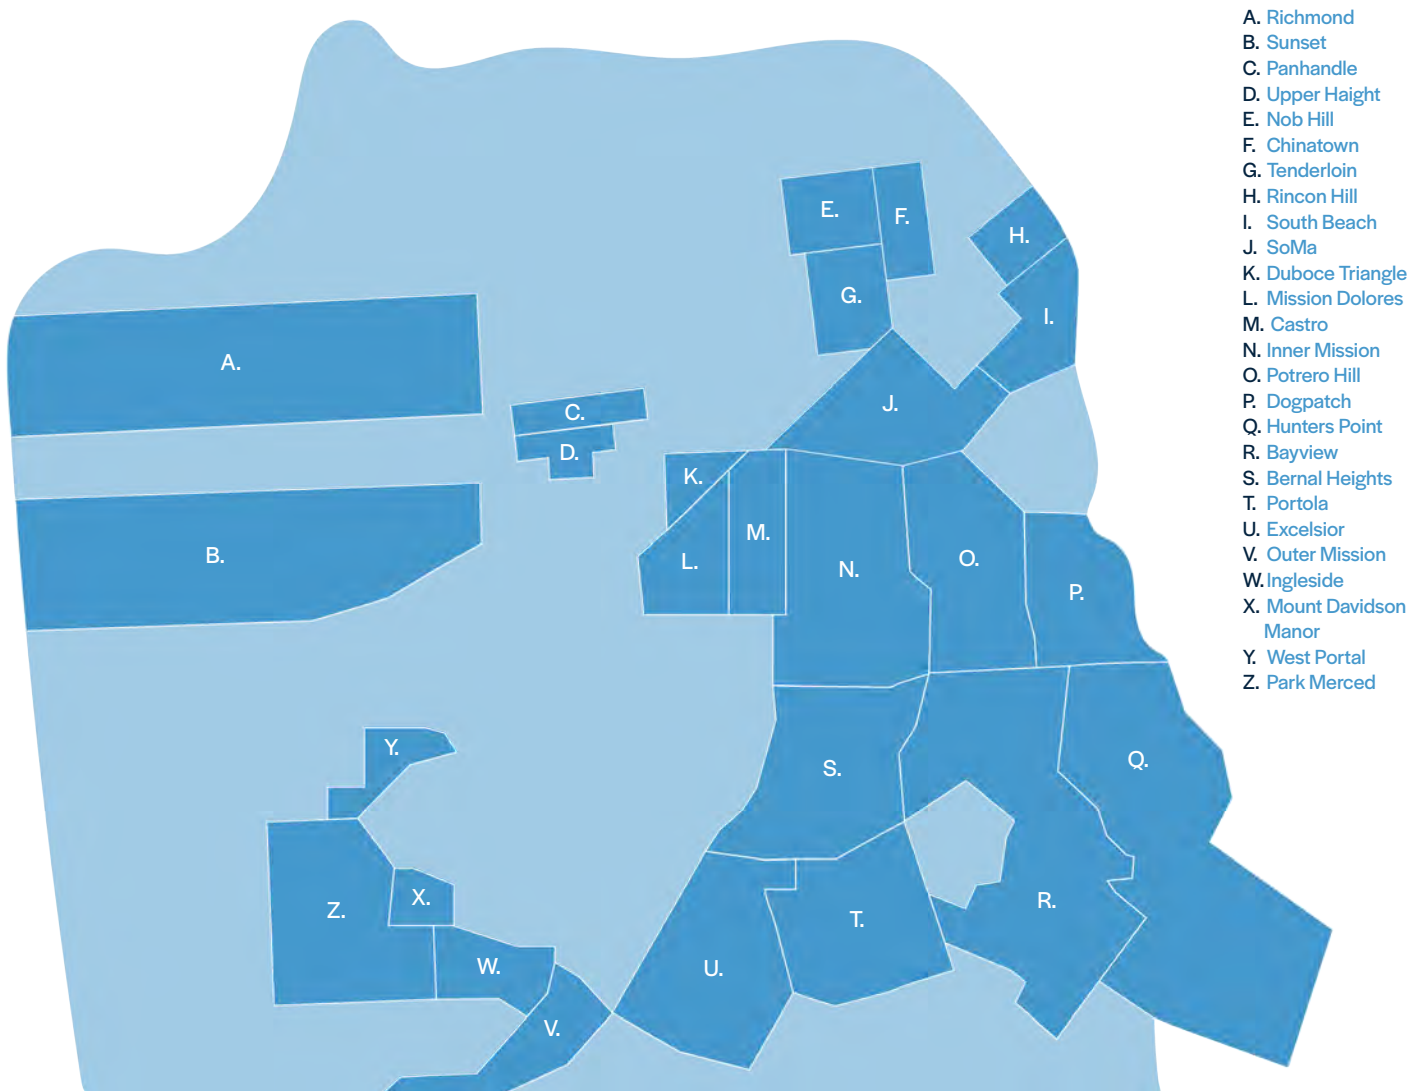 A. Richmond
B. Sunset
C. Panhandle
D. Upper Haight
E. Nob Hill
F. Chinatown
G. Tenderloin
H. Rincon Hill
I. South Beach
J. SoMa
K. Duboce Triangle
L. Mission Dolores
M. Castro
N. Inner Mission
O. Potrero Hill
P. Dogpatch
Q. Hunters Point
R. Bayview
S. Bernal Heights
T. Portola
U. Excelsior
V. Outer Mission
W. Ingleside
X. Mount Davidson
Manor
Y. West Portal
Z. Park Merced
E.
F.
H.
G.
I.
A.
J.
C.
D.
K.
M.
B.
L.
N.
O.
P.
Y.
S.
Q.
X.
Z.
R.
T.
W.
U.
V.